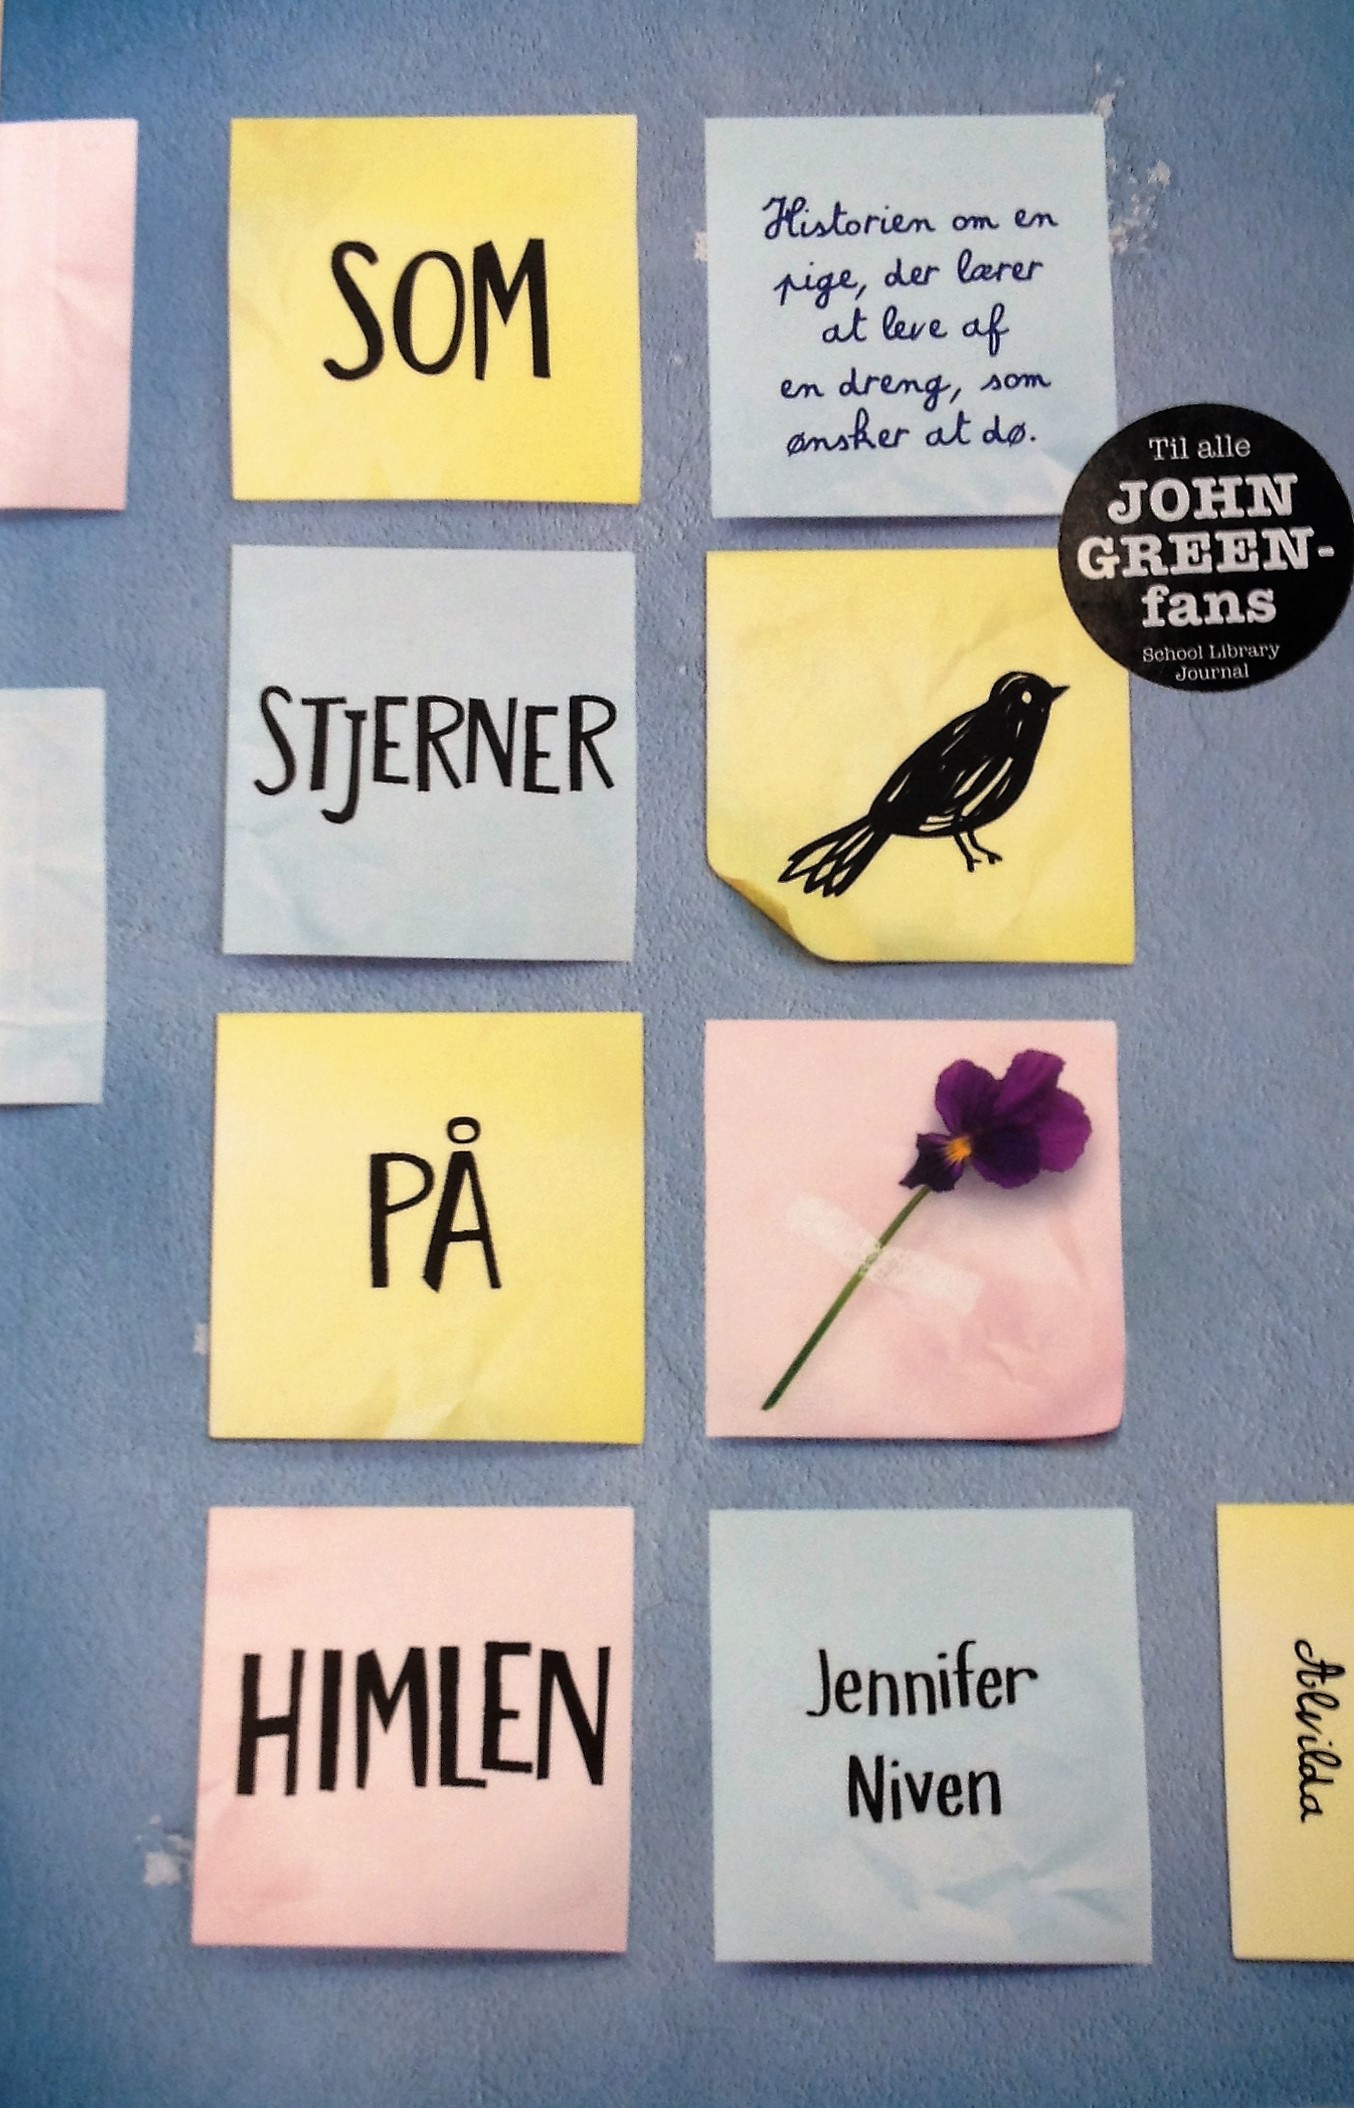 SOM
STJERNER
PÅ
HIMLEN
Historien om en
pige, der lærer
at leve af
en dreng, som
ønsker at dø.
Til alle
JOHN
GREEN-
fans
School Library
Journal
Jennifer
Niven
Alvilda